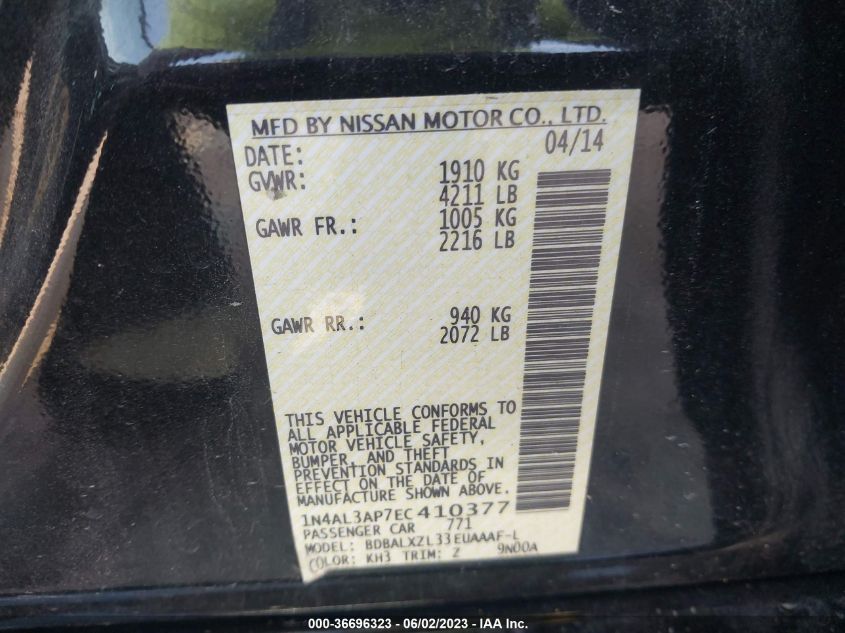 MFD BY NISSAN MOTOR CO., LTD.
DATE: 04/14
GVWR: 1910 KG
4211 LB
GAWR FR.: 1005 KG
2216 LB
GAWR RR.: 940 KG
2072 LB
THIS VEHICLE CONFORMS TO
ALL APPLICABLE FEDERAL
MOTOR VEHICLE SAFETY,
BUMPER, AND THEFT
PREVENTION STANDARDS IN
EFFECT ON THE DATE OF
MANUFACTURE SHOWN ABOVE.
1N4AL3AP7EC410377
PASSENGER CAR 771
MODEL: BDBALXZL33EUAAAF-L
COLOR: KH3 TRIM: Z 9N00A
000-36696323 - 06/02/2023 - IAA Inc.